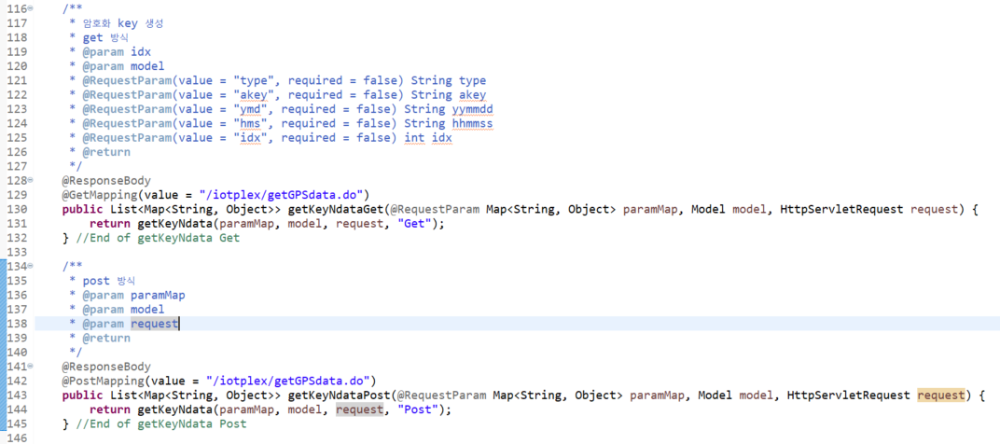 116 /**
117 * 암호화 key 생성
118 * get 방식
119 * @param idx
120 * @param model
121 * @RequestParam(value = "type", required = false) String type
122 * @RequestParam(value = "akey", required = false) String akey
123 * @RequestParam(value = "ymd", required = false) String yymmdd
124 * @RequestParam(value = "hms", required = false) String hhmmss
125 * @RequestParam(value = "idx", required = false) int idx
126 * @return
127 */
128 @ResponseBody
129 @GetMapping(value = "/iotplex/getGPSdata.do")
130 public List<Map<String, Object>> getKeyNdataGet(@RequestParam Map<String, Object> paramMap, Model model, HttpServletRequest request) {
131 return getKeyNdata(paramMap, model, request, "Get");
132 } //End of getKeyNdata Get
133
134 /**
135 * post 방식
136 * @param paramMap
137 * @param model
138 * @param request
139 * @return
140 */
141 @ResponseBody
142 @PostMapping(value = "/iotplex/getGPSdata.do")
143 public List<Map<String, Object>> getKeyNdataPost(@RequestParam Map<String, Object> paramMap, Model model, HttpServletRequest request) {
144 return getKeyNdata(paramMap, model, request, "Post");
145 } //End of getKeyNdata Post
146